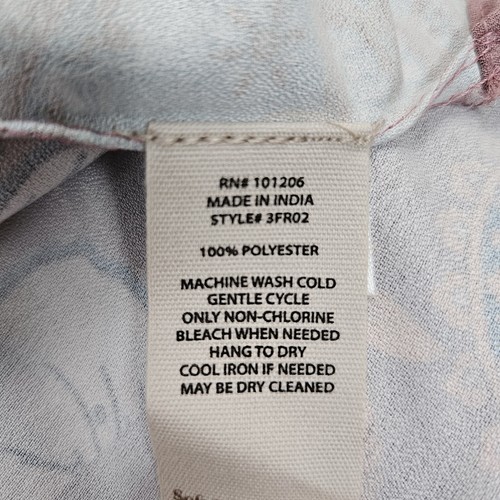 RN# 101206
MADE IN INDIA
STYLE# 3FR02
100% POLYESTER
MACHINE WASH COLD
GENTLE CYCLE
ONLY NON-CHLORINE
BLEACH WHEN NEEDED
HANG TO DRY
COOL IRON IF NEEDED
MAY BE DRY CLEANED